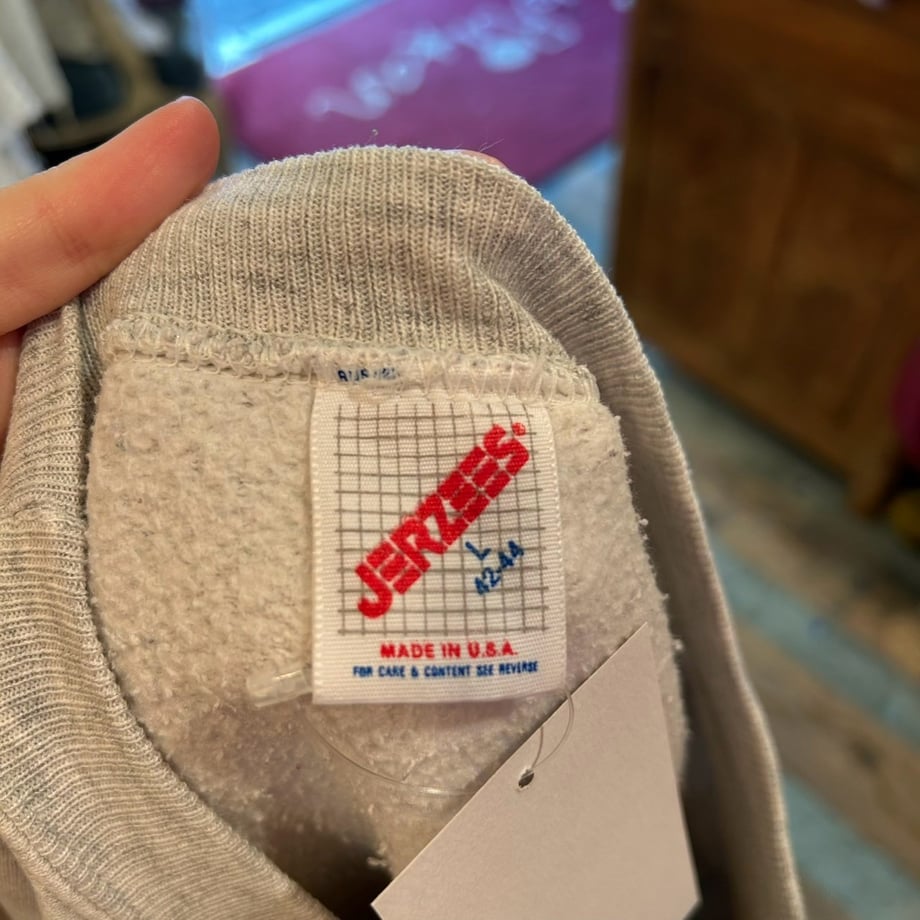 JERZEES®
L
42-44
MADE IN U.S.A.
FOR CARE & CONTENT SEE REVERSE